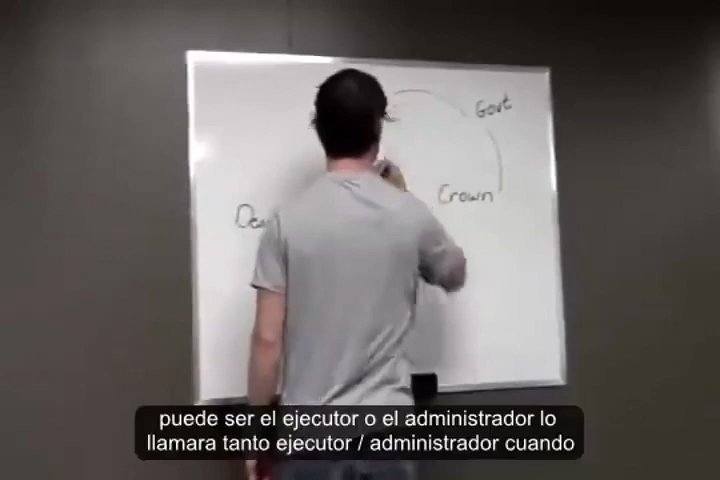 Govt
Crown
puede ser el ejecutor o el administrador lo
llamara tanto ejecutor / administrador cuando